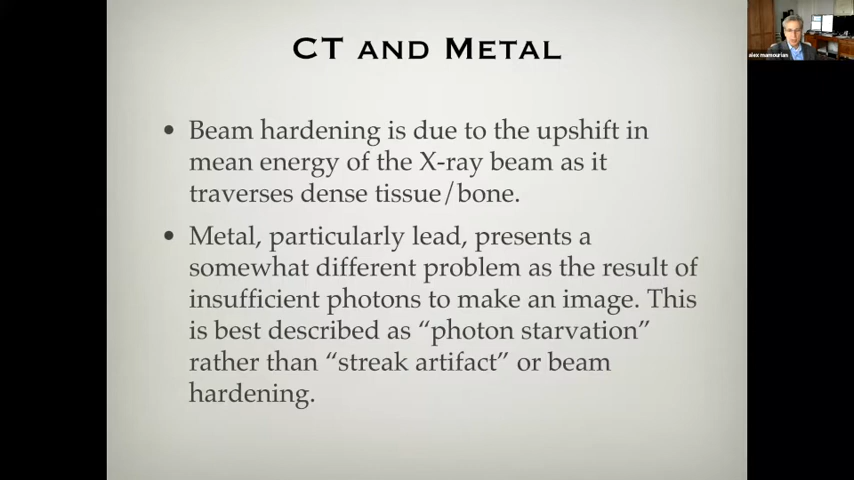 CT and Metal
alex mamourian
• Beam hardening is due to the upshift in
mean energy of the X-ray beam as it
traverses dense tissue/bone.
• Metal, particularly lead, presents a
somewhat different problem as the result of
insufficient photons to make an image. This
is best described as “photon starvation”
rather than “streak artifact” or beam
hardening.